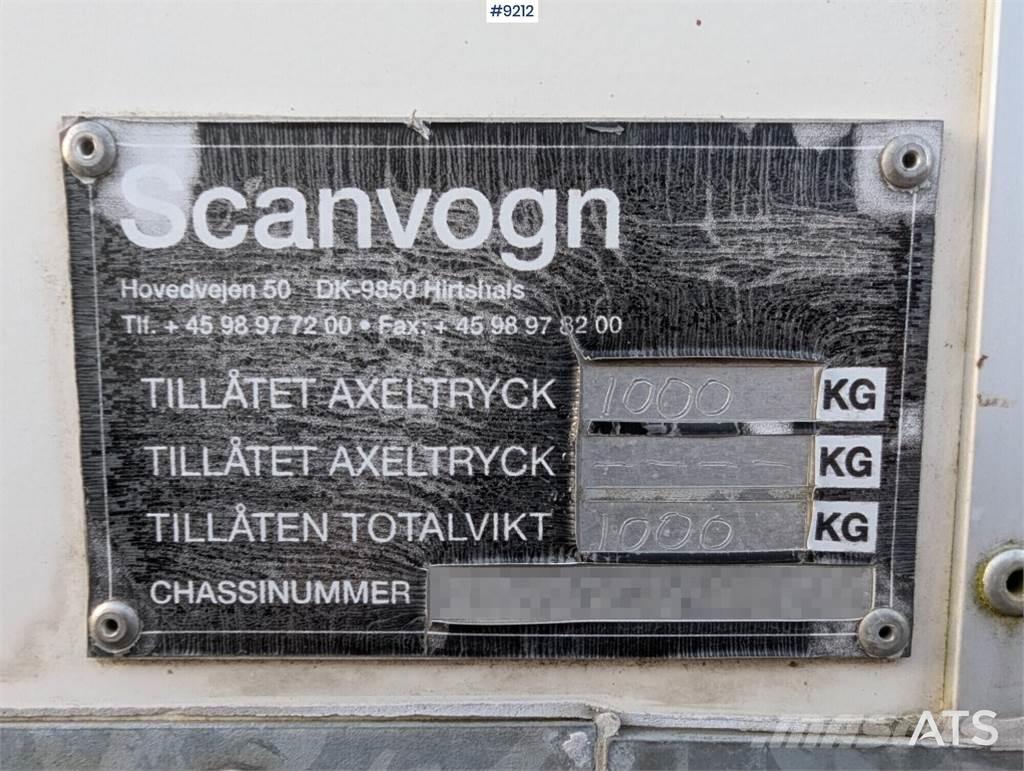 #9212
Scanvogn
Hovedvejen 50 DK-9850 Hirtshals
Tlf. + 45 98 97 72 00 • Fax: + 45 98 97 82 00
TILLÅTET AXELTRYCK 1000 KG
TILLÅTET AXELTRYCK ---- KG
TILLÅTEN TOTALVIKT 1000 KG
CHASSINUMMER
ATS